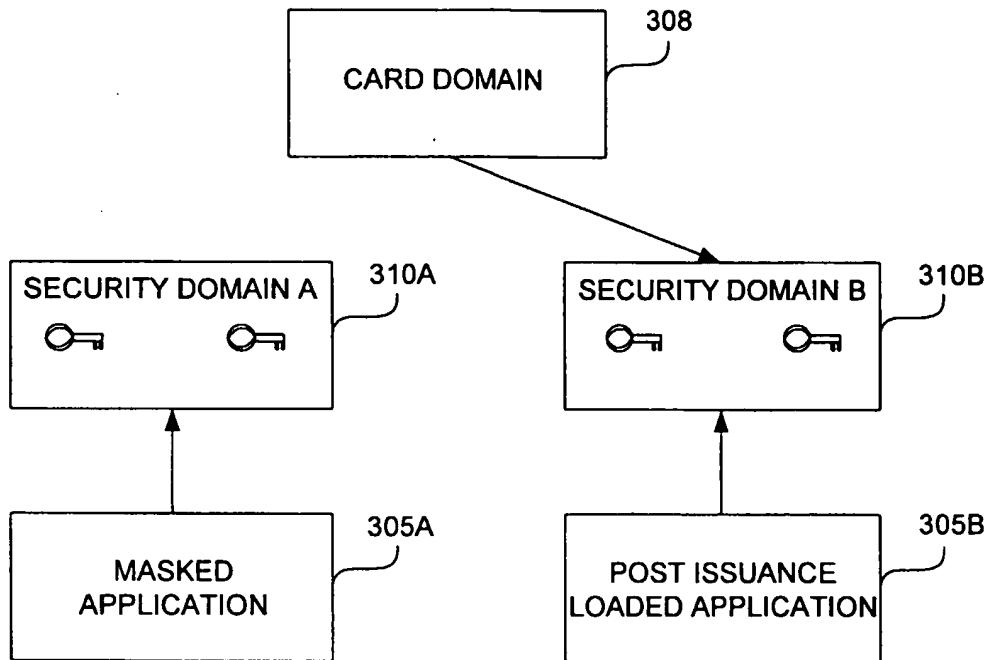 308
CARD DOMAIN
SECURITY DOMAIN A
310A
SECURITY DOMAIN B
310B
MASKED
APPLICATION
305A
POST ISSUANCE
LOADED APPLICATION
305B